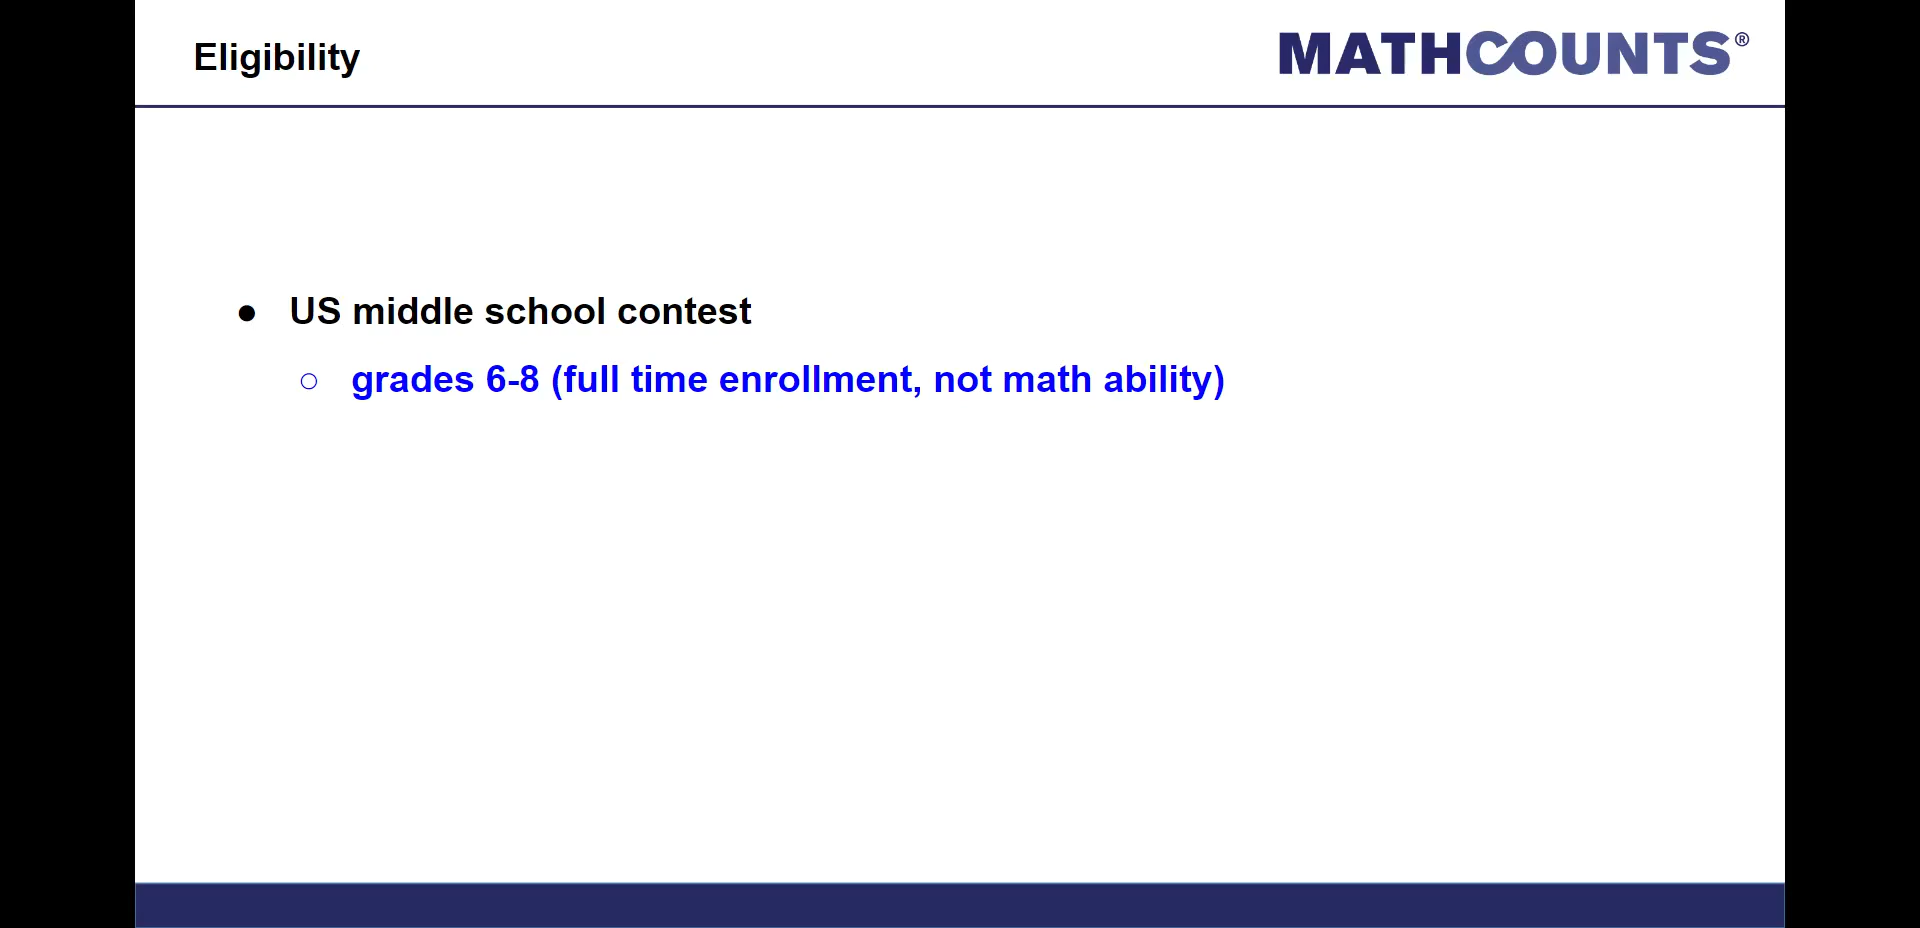 Eligibility
MATHCOUNTS®
● US middle school contest
○ grades 6-8 (full time enrollment, not math ability)